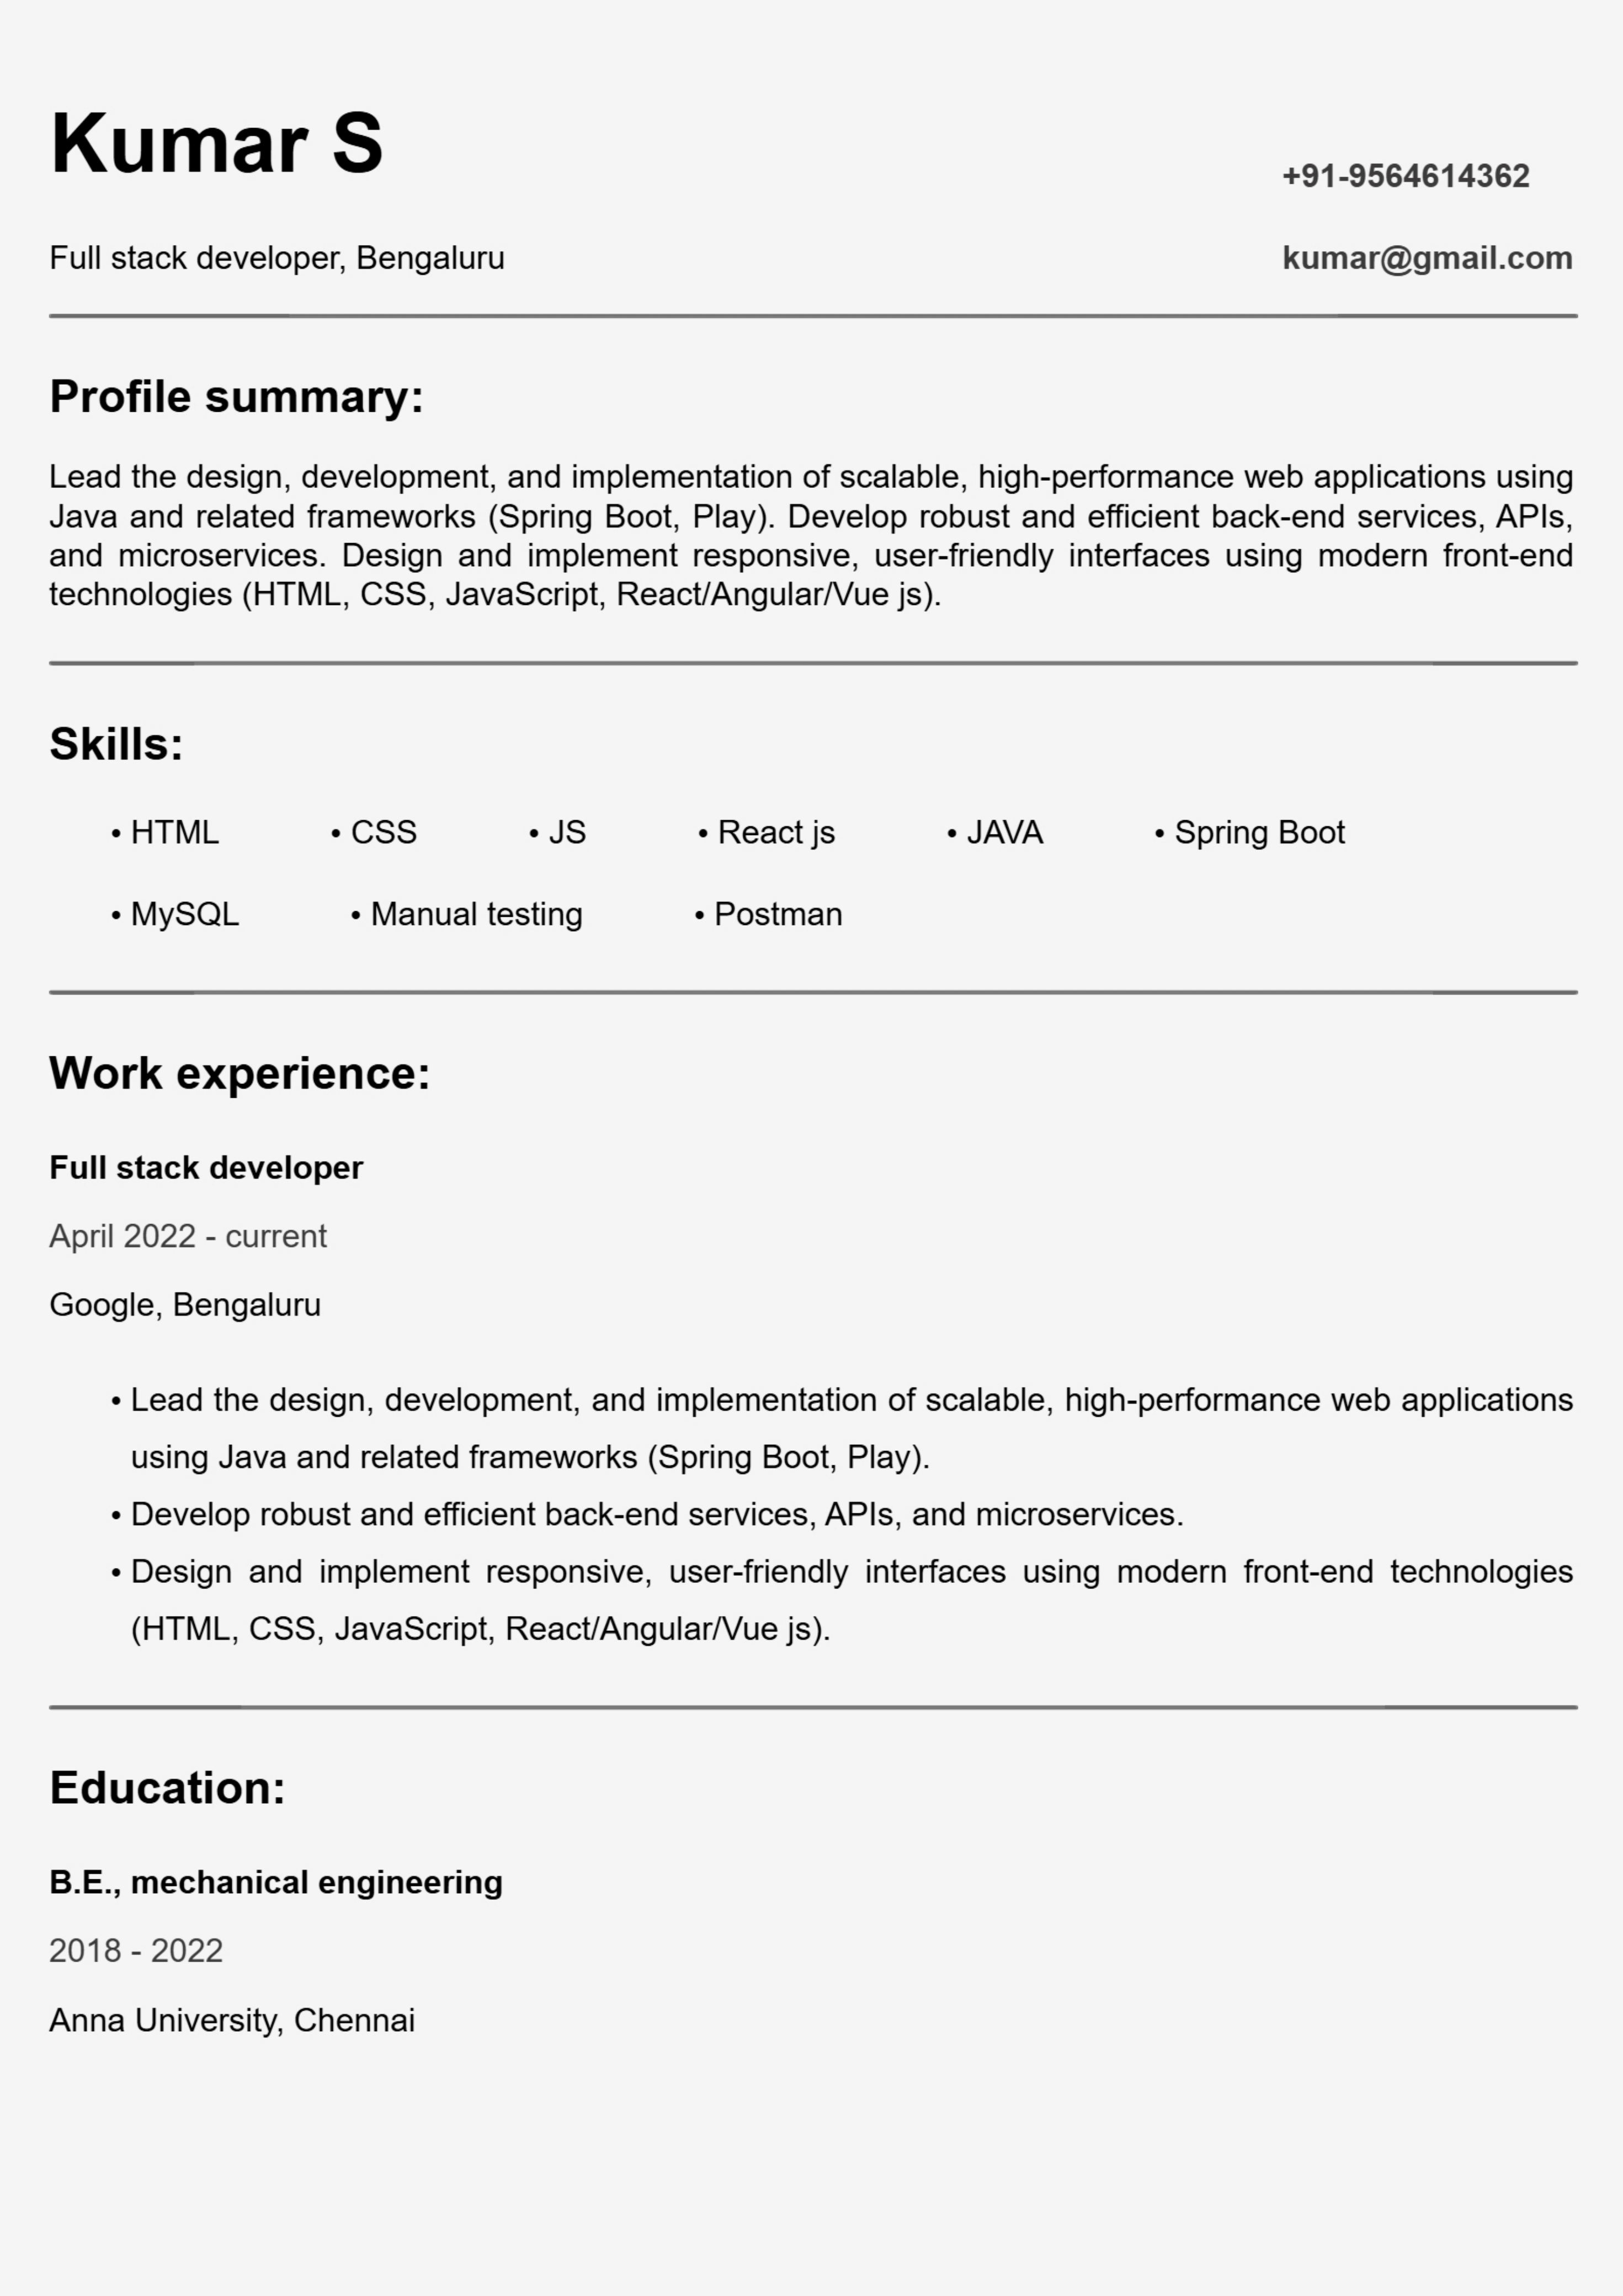 Kumar S
+91-9564614362
Full stack developer, Bengaluru
kumar@gmail.com
Profile summary:
Lead the design, development, and implementation of scalable, high-performance web applications using
Java and related frameworks (Spring Boot, Play). Develop robust and efficient back-end services, APIs,
and microservices. Design and implement responsive, user-friendly interfaces using modern front-end
technologies (HTML, CSS, JavaScript, React/Angular/Vue js).
Skills:
• HTML • CSS • JS • React js • JAVA • Spring Boot
• MySQL • Manual testing • Postman
Work experience:
Full stack developer
April 2022 - current
Google, Bengaluru
• Lead the design, development, and implementation of scalable, high-performance web applications
using Java and related frameworks (Spring Boot, Play).
• Develop robust and efficient back-end services, APIs, and microservices.
• Design and implement responsive, user-friendly interfaces using modern front-end technologies
(HTML, CSS, JavaScript, React/Angular/Vue js).
Education:
B.E., mechanical engineering
2018 - 2022
Anna University, Chennai